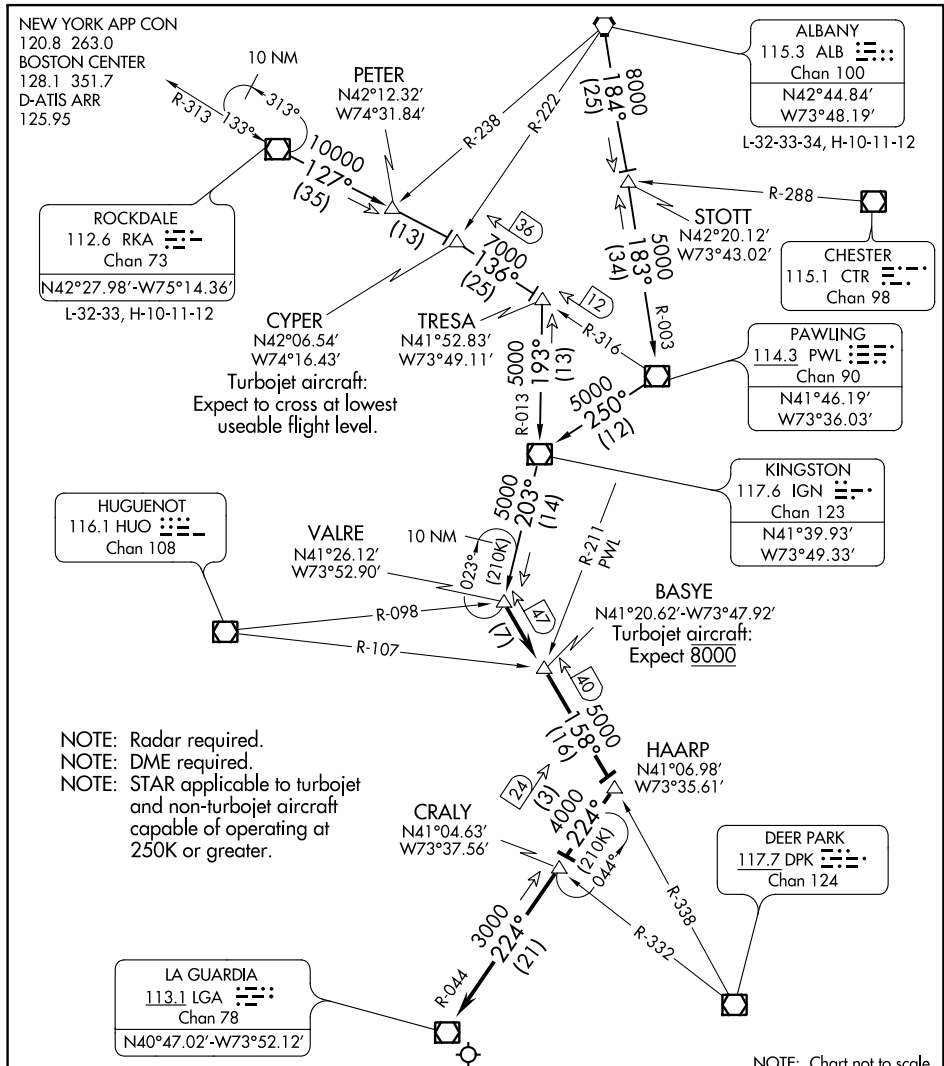 NEW YORK APP CON
120.8 263.0
BOSTON CENTER
128.1 351.7
D-ATIS ARR
125.95
10 NM
R-313
133°
313°
PETER
N42°12.32'
W74°31.84'
ALBANY
115.3 ALB
Chan 100
N42°44.84'
W73°48.19'
L-32-33-34, H-10-11-12
R-238
R-222
8000
184°
(25)
10000
127°
(35)
ROCKDALE
112.6 RKA
Chan 73
N42°27.98'-W75°14.36'
L-32-33, H-10-11-12
(13)
R-288
STOTT
N42°20.12'
W73°43.02'
CHESTER
115.1 CTR
Chan 98
36
7000
136°
(25)
5000
183°
(34)
R-003
CYPER
N42°06.54'
W74°16.43'
Turbojet aircraft:
Expect to cross at lowest
useable flight level.
TRESA
N41°52.83'
W73°49.11'
12
R-316
PAWLING
114.3 PWL
Chan 90
N41°46.19'
W73°36.03'
R-013
5000
193°
(13)
5000
250°
(12)
KINGSTON
117.6 IGN
Chan 123
N41°39.93'
W73°49.33'
HUGUENOT
116.1 HUO
Chan 108
VALRE
N41°26.12'
W73°52.90'
10 NM
023°
(210K)
5000
203°
(14)
R-211
PWL
R-098
R-107
47
(7)
BASYE
N41°20.62'-W73°47.92'
Turbojet aircraft:
Expect 8000
40
5000
158°
(16)
NOTE: Radar required.
NOTE: DME required.
NOTE: STAR applicable to turbojet
and non-turbojet aircraft
capable of operating at
250K or greater.
HAARP
N41°06.98'
W73°35.61'
24
(3)
4000
224°
(210K)
044°
CRALY
N41°04.63'
W73°37.56'
DEER PARK
117.7 DPK
Chan 124
R-338
R-332
3000
224°
(21)
R-044
LA GUARDIA
113.1 LGA
Chan 78
N40°47.02'-W73°52.12'
NOTE: Chart not to scale